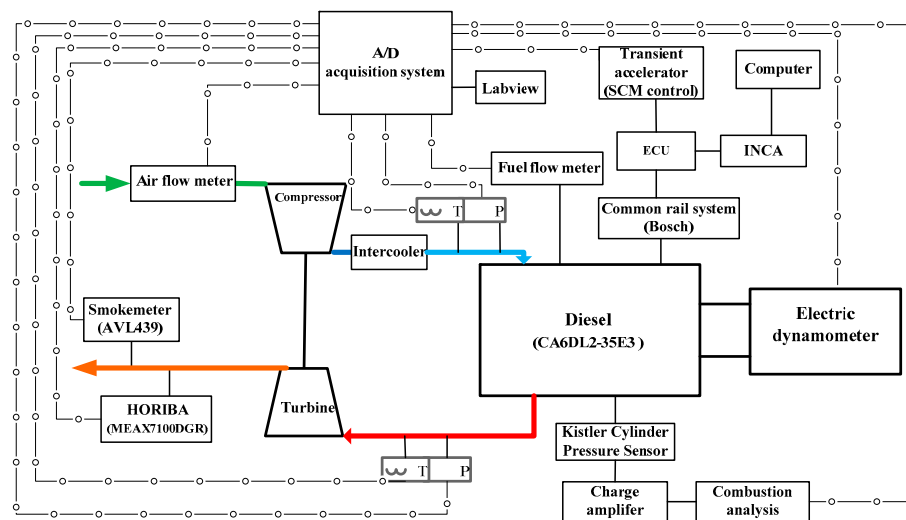 A/D
acquisition system
Labview
Transient
accelerator
(SCM control)
Computer
ECU
INCA
Air flow meter
Compressor
Fuel flow meter
T P
Common rail system
(Bosch)
Intercooler
Smokemeter
(AVL439)
Diesel
(CA6DL2-35E3 )
Electric
dynamometer
Turbine
HORIBA
(MEAX7100DGR)
Kistler Cylinder
Pressure Sensor
T P
Charge
amplifer
Combustion
analysis